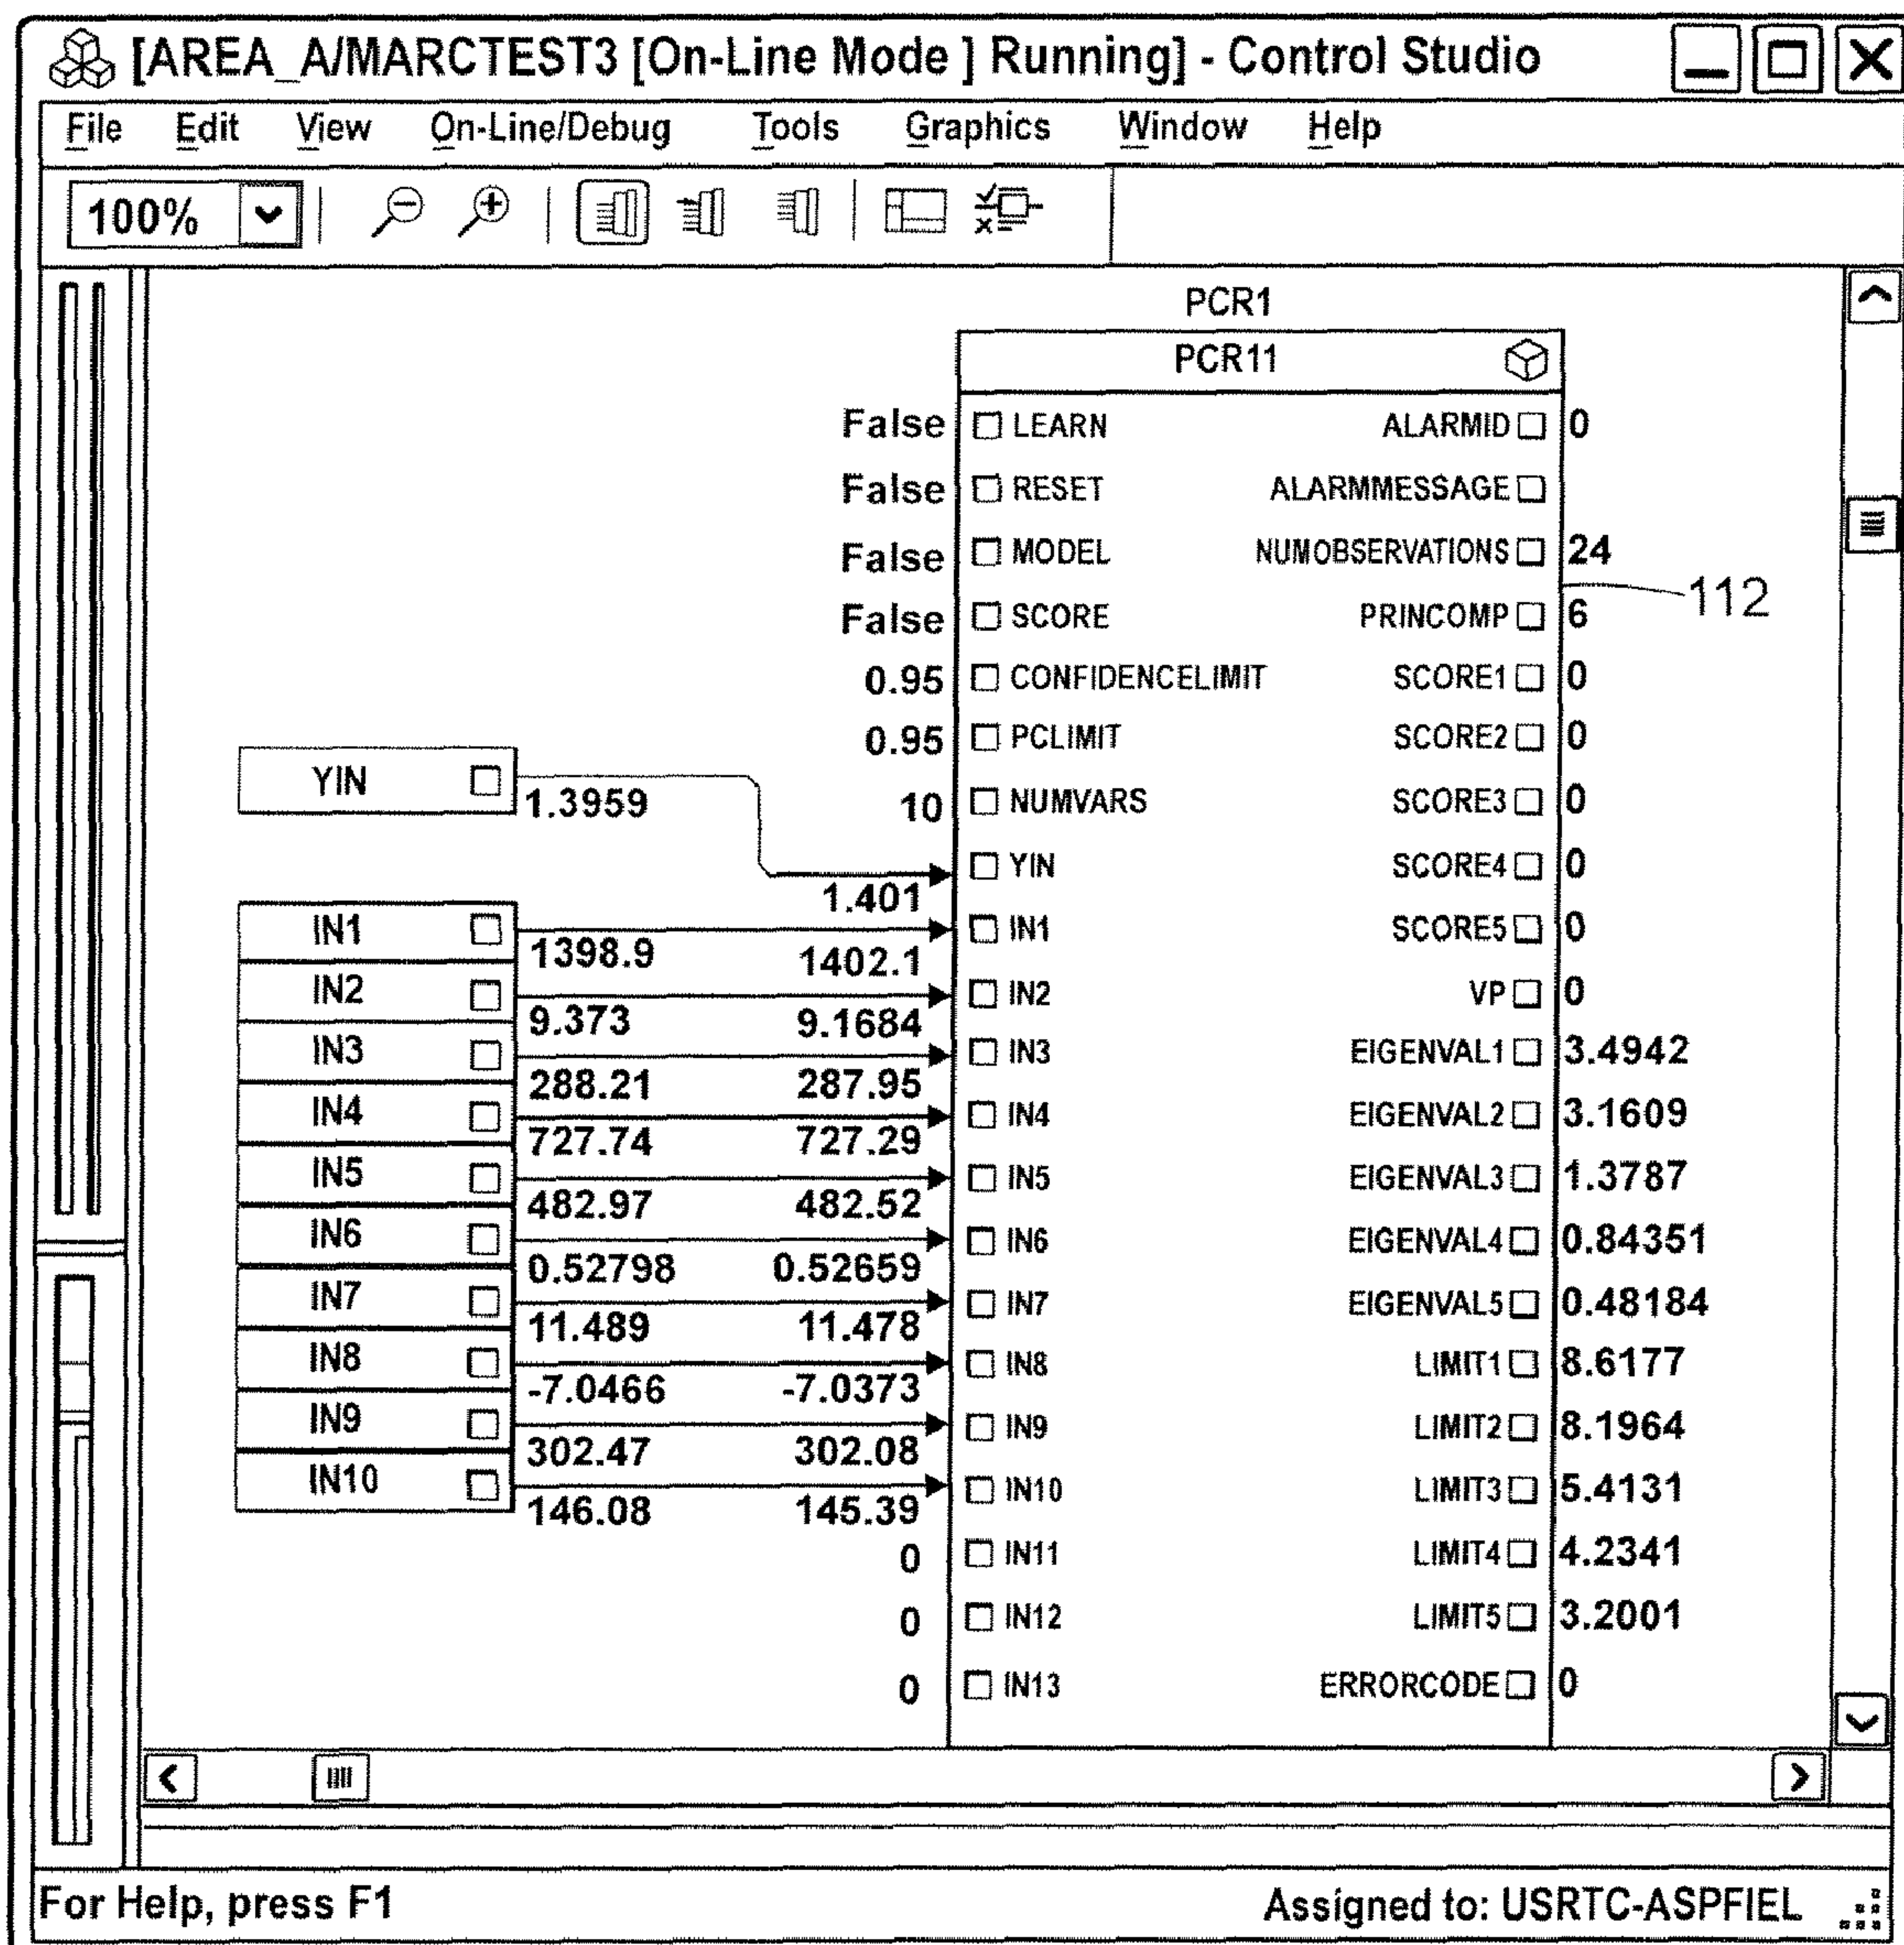 [AREA_A/MARCTEST3 [On-Line Mode ] Running] - Control Studio
File Edit View On-Line/Debug Tools Graphics Window Help
100%
PCR1
PCR11
False LEARN ALARMID 0
False RESET ALARMMESSAGE
False MODEL NUMOBSERVATIONS 24
112
False SCORE PRINCOMP 6
0.95 CONFIDENCELIMIT SCORE1 0
0.95 PCLIMIT SCORE2 0
YIN 1.3959
10 NUMVARS SCORE3 0
1.401 YIN SCORE4 0
IN1 1398.9 1402.1 IN1 SCORE5 0
IN2 9.373 9.1684 IN2 VP 0
IN3 288.21 287.95 IN3 EIGENVAL1 3.4942
IN4 727.74 727.29 IN4 EIGENVAL2 3.1609
IN5 482.97 482.52 IN5 EIGENVAL3 1.3787
IN6 0.52798 0.52659 IN6 EIGENVAL4 0.84351
IN7 11.489 11.478 IN7 EIGENVAL5 0.48184
IN8 -7.0466 -7.0373 IN8 LIMIT1 8.6177
IN9 302.47 302.08 IN9 LIMIT2 8.1964
IN10 146.08 145.39 IN10 LIMIT3 5.4131
0 IN11 LIMIT4 4.2341
0 IN12 LIMIT5 3.2001
0 IN13 ERRORCODE 0
For Help, press F1 Assigned to: USRTC-ASPFIEL